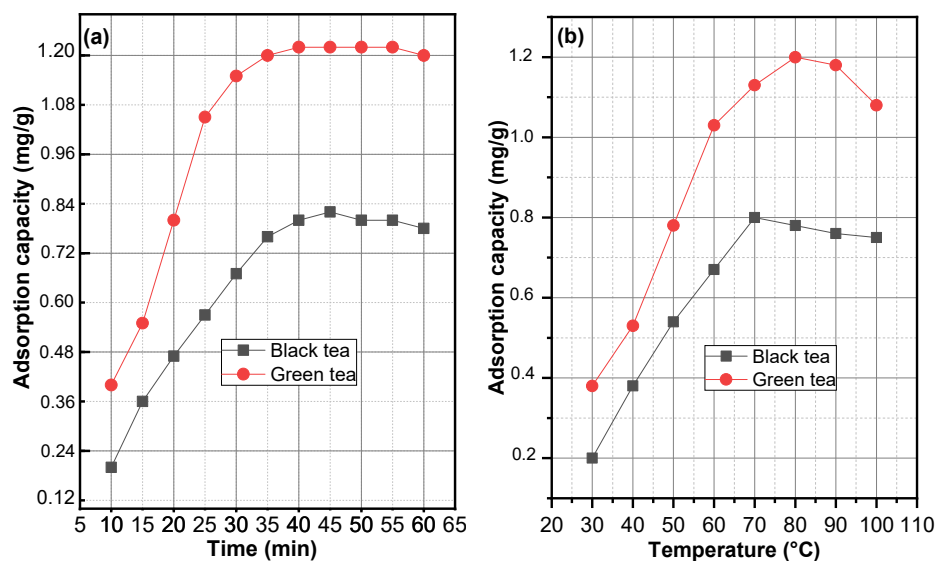 (a)
Adsorption capacity (mg/g)
1.20
1.08
0.96
0.84
0.72
0.60
0.48
0.36
0.24
0.12
Black tea
Green tea
5 10 15 20 25 30 35 40 45 50 55 60 65
Time (min)
(b)
Adsorption capacity (mg/g)
1.2
1.0
0.8
0.6
0.4
0.2
Black tea
Green tea
20 30 40 50 60 70 80 90 100 110
Temperature (°C)